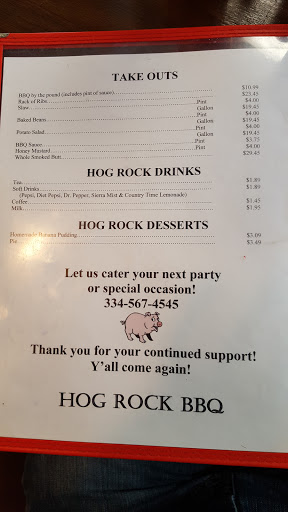 TAKE OUTS
BBQ by the pound (includes pint of sauce) $10.99
Rack of Ribs $23.45
Slaw Pint $4.00
Gallon $19.45
Baked Beans Pint $4.00
Gallon $19.45
Potato Salad Pint $4.00
Gallon $19.45
BBQ Sauce Pint $3.75
Honey Mustard Pint $4.00
Whole Smoked Butt $29.45
HOG ROCK DRINKS
Tea $1.89
Soft Drinks $1.89
(Pepsi, Diet Pepsi, Dr. Pepper, Sierra Mist & Country Time Lemonade)
Coffee $1.45
Milk $1.95
HOG ROCK DESSERTS
Homemade Banana Pudding $3.09
Pie $3.49
Let us cater your next party
or special occasion!
334-567-4545
Thank you for your continued support!
Y'all come again!
HOG ROCK BBQ